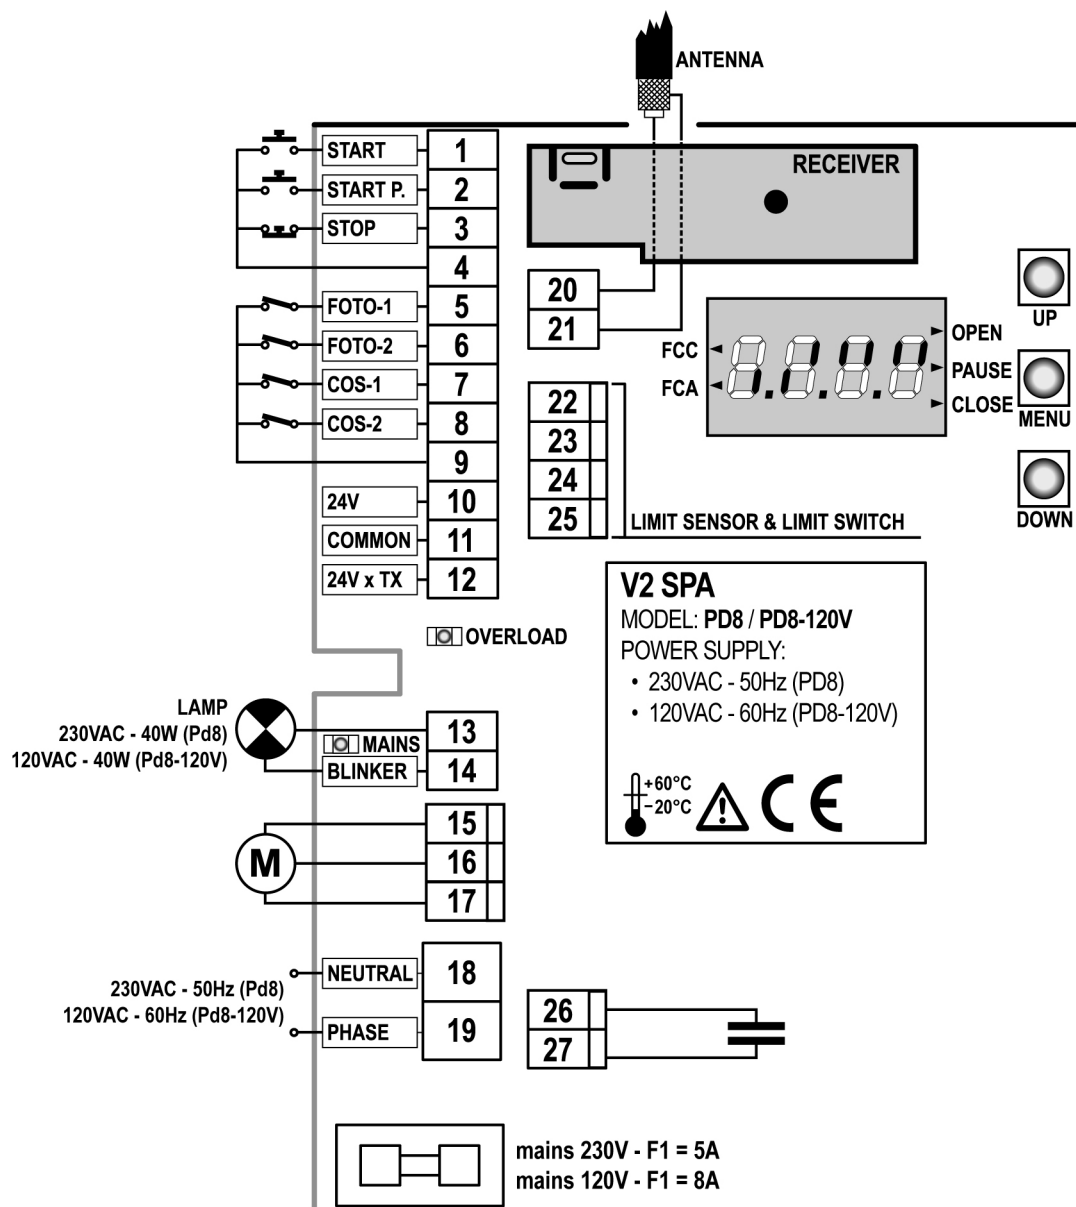 ANTENNA
START 1
START P. 2
STOP 3
4
FOTO-1 5
FOTO-2 6
COS-1 7
COS-2 8
9
24V 10
COMMON 11
24V x TX 12
RECEIVER
20
21
FCC
FCA
OPEN
PAUSE
CLOSE
UP
MENU
DOWN
22
23
24
25
LIMIT SENSOR & LIMIT SWITCH
OVERLOAD
V2 SPA
MODEL: PD8 / PD8-120V
POWER SUPPLY:
• 230VAC - 50Hz (PD8)
• 120VAC - 60Hz (PD8-120V)
+60°C
-20°C
CE
LAMP
230VAC - 40W (Pd8)
120VAC - 40W (Pd8-120V)
MAINS 13
BLINKER 14
M
15
16
17
230VAC - 50Hz (Pd8)
120VAC - 60Hz (Pd8-120V)
NEUTRAL 18
PHASE 19
26
27
mains 230V - F1 = 5A
mains 120V - F1 = 8A